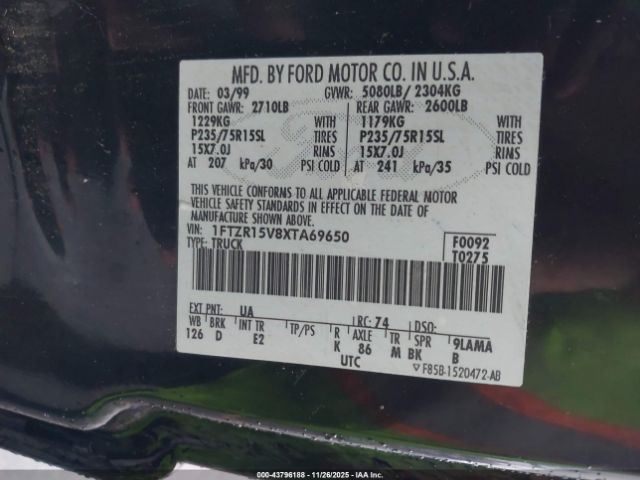 MFD. BY FORD MOTOR CO. IN U.S.A.
DATE: 03/99 GVWR: 5080LB/ 2304KG
FRONT GAWR: 2710LB REAR GAWR: 2600LB
1229KG WITH 1179KG WITH
P235/75R15SL TIRES P235/75R15SL TIRES
15X7.0J RIMS 15X7.0J RIMS
AT 207 kPa/30 PSI COLD AT 241 kPa/35 PSI COLD
THIS VEHICLE CONFORMS TO ALL APPLICABLE FEDERAL MOTOR
VEHICLE SAFETY STANDARDS IN EFFECT ON THE DATE OF
MANUFACTURE SHOWN ABOVE.
VIN: 1FTZR15V8XTA69650
TYPE: TRUCK
F0092
T0275
EXT PNT: UA RC: 74 DSO:
WB BRK INT TR TP/PS R AXLE TR SPR 9LAMA
126 D E2 K 86 M BK B
UTC
F85B-1520472-AB
000-43796188 - 11/26/2025 - IAAI.COM